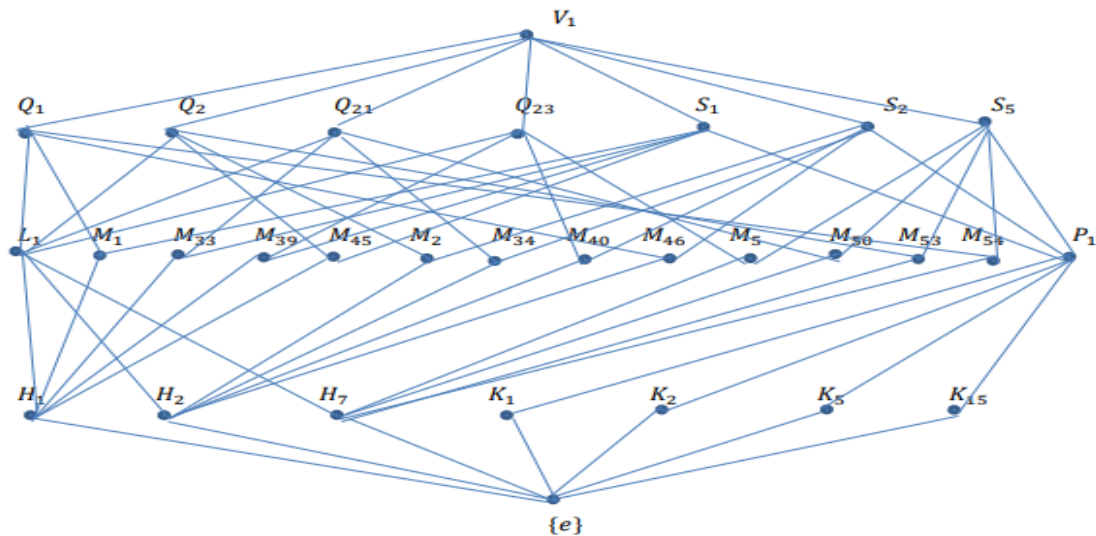 V₁
Q₁ Q₂ Q₂₁ Q₂₃ S₁ S₂ S₅
L₁ M₁ M₃₃ M₃₉ M₄₅ M₂ M₃₄ M₄₀ M₄₆ M₅ M₅₀ M₅₃ M₅₄ P₁
H₁ H₂ H₇ K₁ K₂ K₅ K₁₅
{e}